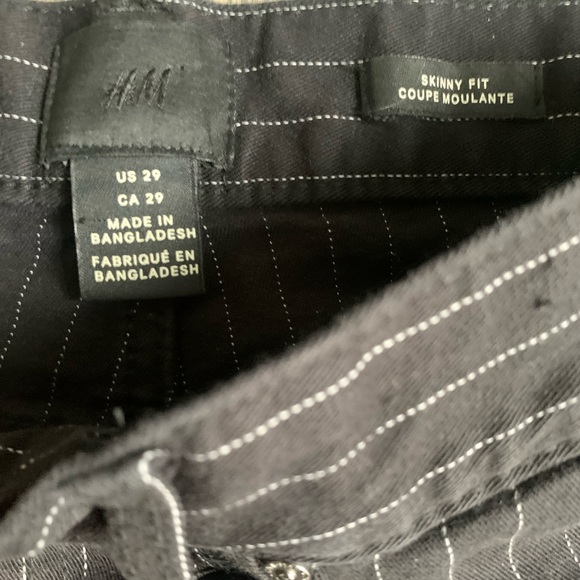 H&M
SKINNY FIT
COUPE MOULANTE
US 29
CA 29
MADE IN
BANGLADESH
FABRIQUÉ EN
BANGLADESH